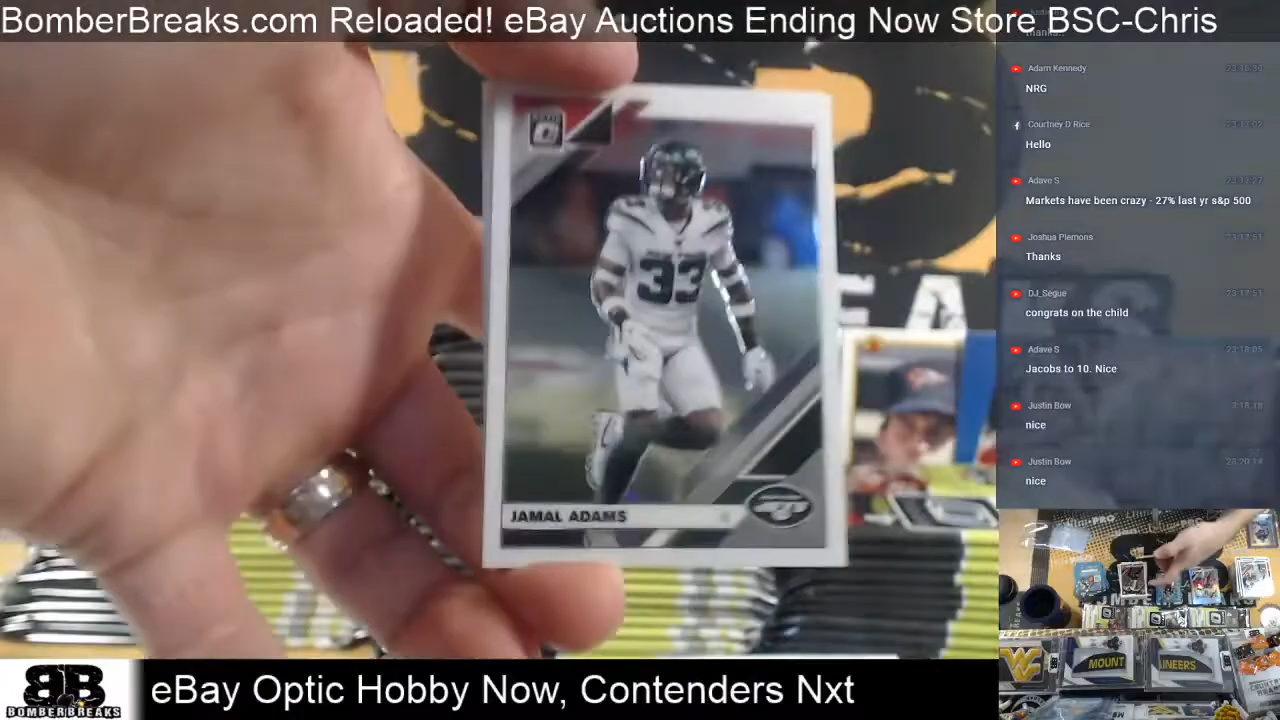 BomberBreaks.com Reloaded! eBay Auctions Ending Now Store BSC-Chris
thanks
Adam Kennedy
NRG
Courtney D Rice
Hello
Adave S
Markets have been crazy - 27% last yr s&p 500
Joshua Plemons
Thanks
DJ_Segue
congrats on the child
Adave S
Jacobs to 10. Nice
Justin Bow
nice
Justin Bow
nice
33
JAMAL ADAMS
MOUNT
INEERS
BB
BOMBERBREAKS
eBay Optic Hobby Now, Contenders Nxt